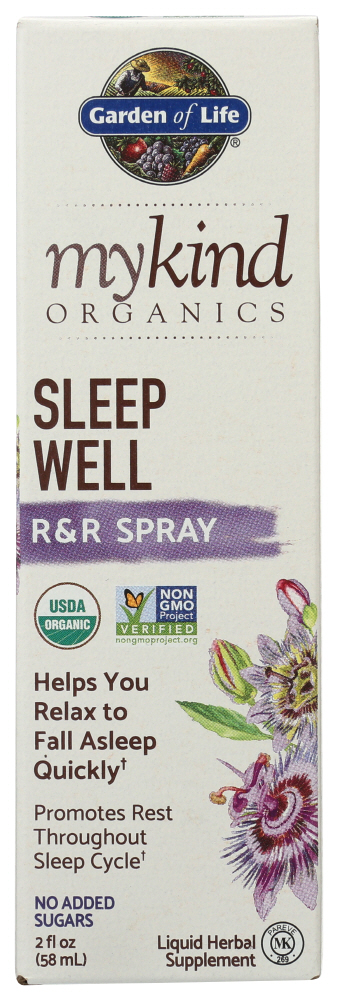 Garden of Life®
mykind
ORGANICS
SLEEP
WELL
R&R SPRAY
USDA
ORGANIC
NON
GMO
Project
VERIFIED
nongmoproject.org
Helps You
Relax to
Fall Asleep
Quickly†
Promotes Rest
Throughout
Sleep Cycle†
NO ADDED
SUGARS
2 fl oz
(58 mL)
Liquid Herbal
Supplement
PAREVE
MK
269